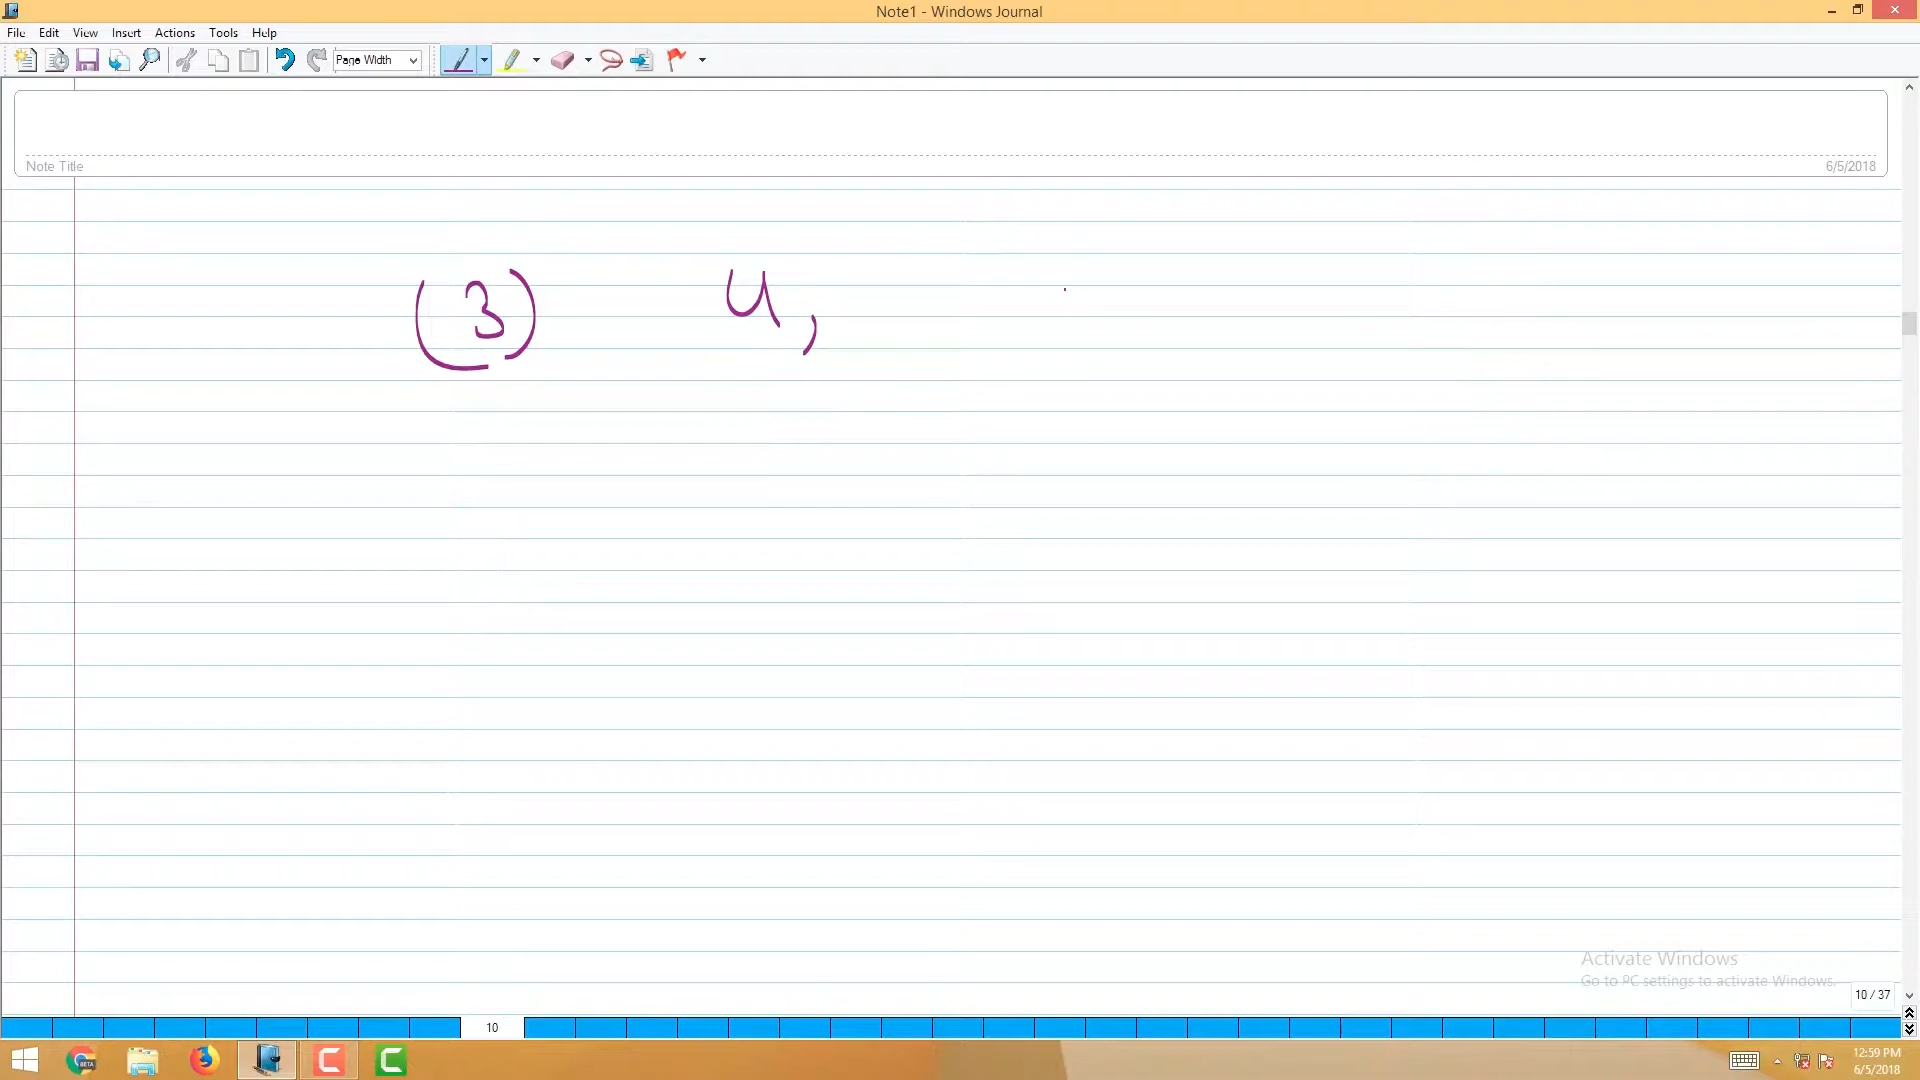 Note1 - Windows Journal
File Edit View Insert Actions Tools Help
Page Width
Note Title 6/5/2018
(3) u,
Activate Windows
Go to PC settings to activate Windows.
10 / 37
10
BETA
12:59 PM
6/5/2018